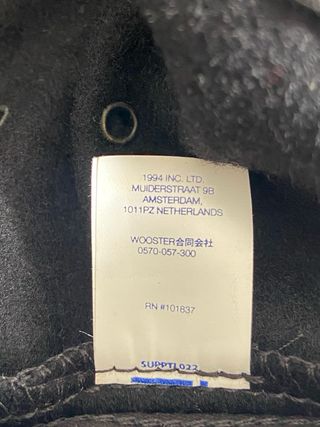 1994 INC. LTD.
MUIDERSTRAAT 9B
AMSTERDAM,
1011PZ NETHERLANDS
WOOSTER合同会社
0570-057-300
RN #101837
SUPPTL022